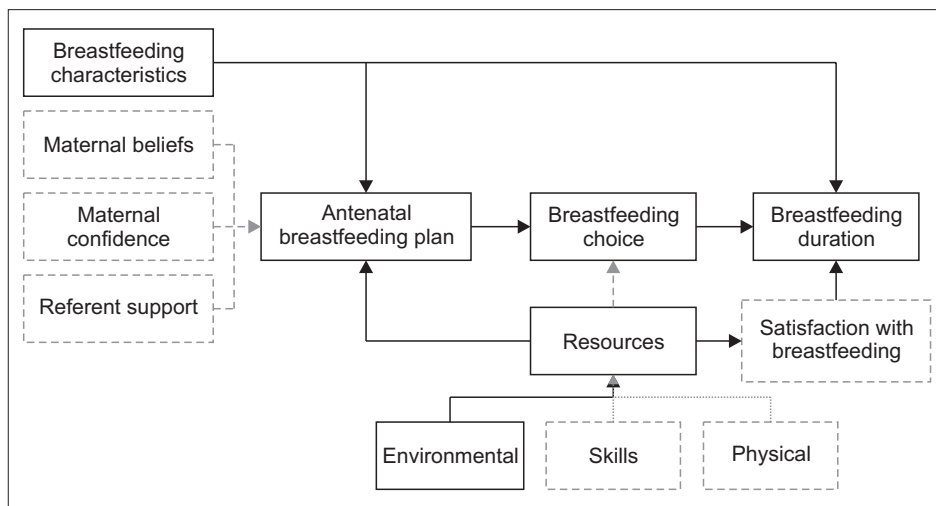 Breastfeeding
characteristics
Maternal beliefs
Maternal
confidence
Referent support
Antenatal
breastfeeding plan
Breastfeeding
choice
Breastfeeding
duration
Resources
Satisfaction with
breastfeeding
Environmental
Skills
Physical